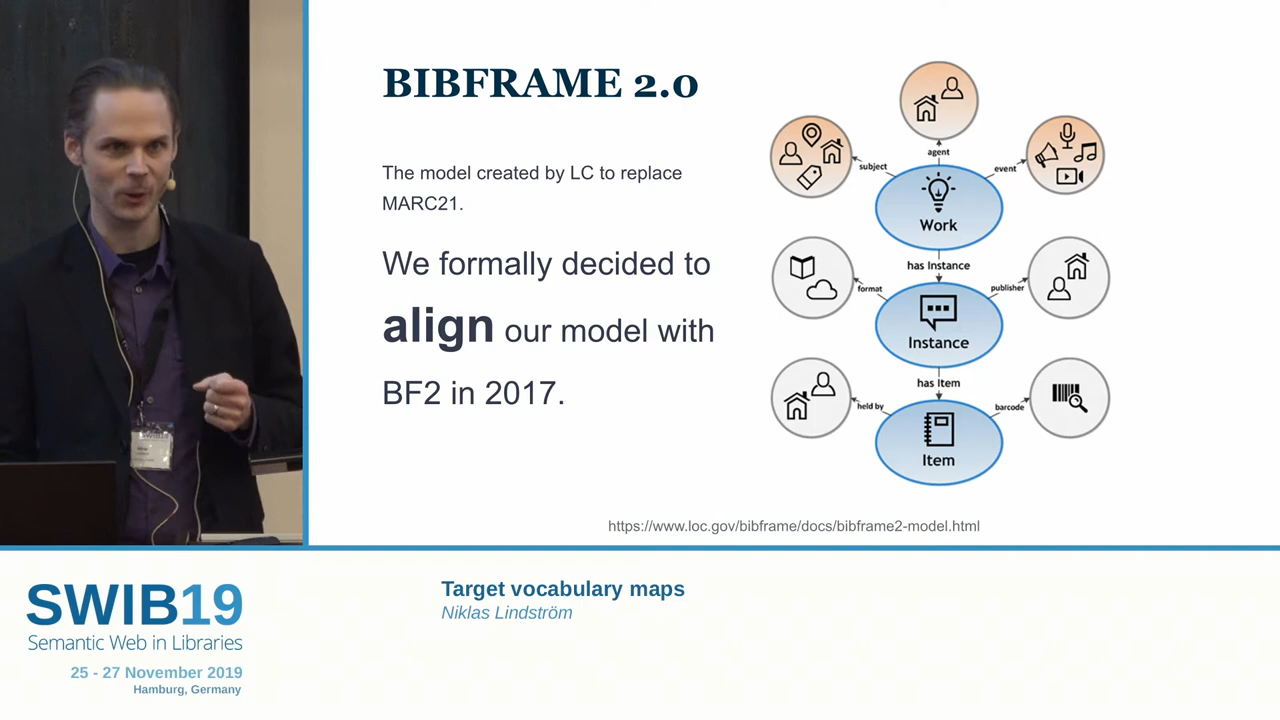 BIBFRAME 2.0
The model created by LC to replace
MARC21.
We formally decided to
align our model with
BF2 in 2017.
agent
subject
event
Work
has Instance
format
publisher
Instance
has Item
held by
barcode
Item
https://www.loc.gov/bibframe/docs/bibframe2-model.html
SWIB19
SWIB19
Semantic Web in Libraries
25 - 27 November 2019
Hamburg, Germany
Target vocabulary maps
Niklas Lindström